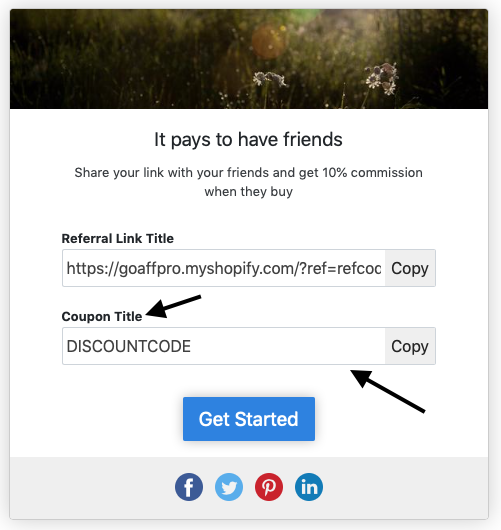 It pays to have friends
Share your link with your friends and get 10% commission
when they buy
Referral Link Title
https://goaffpro.myshopify.com/?ref=refcod Copy
Coupon Title
DISCOUNTCODE Copy
Get Started
f in